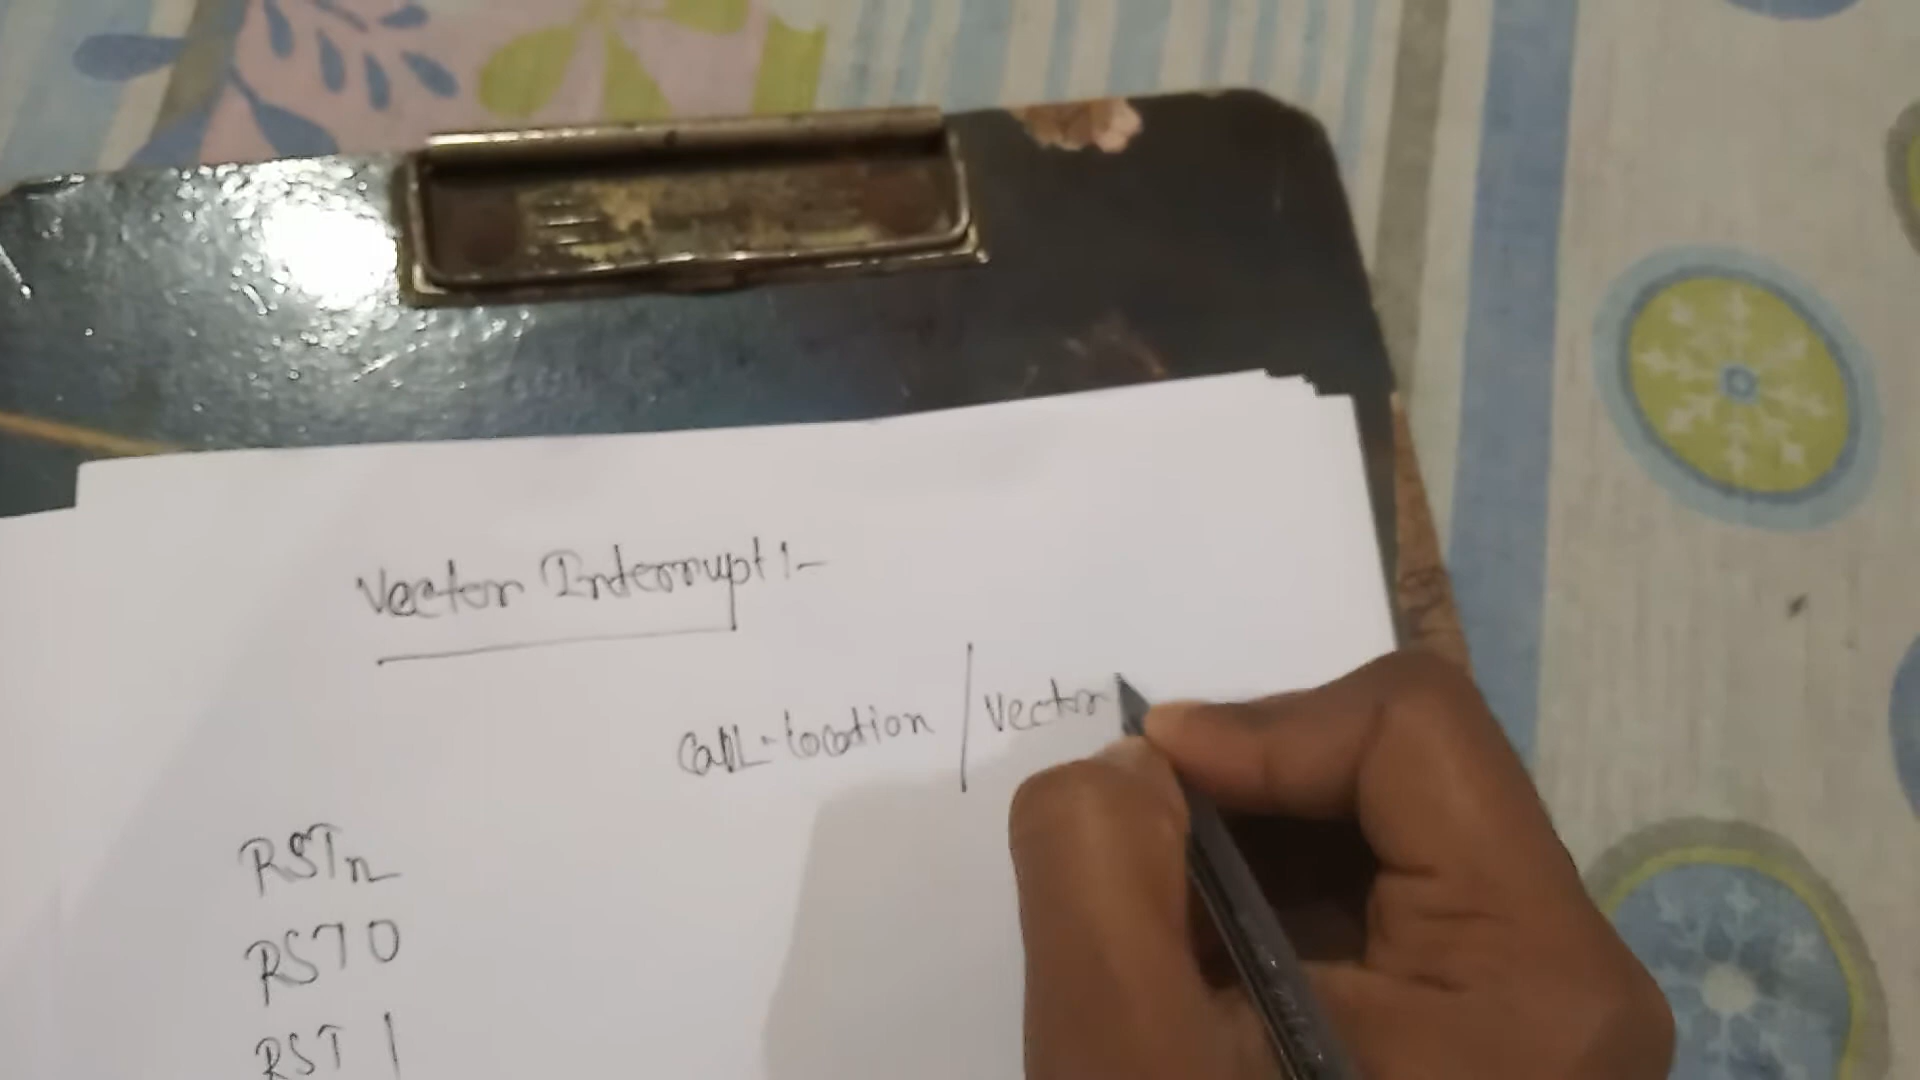 Vector Interrupt :-
CALL-location / Vector
RSTn
RST 0
RST 1